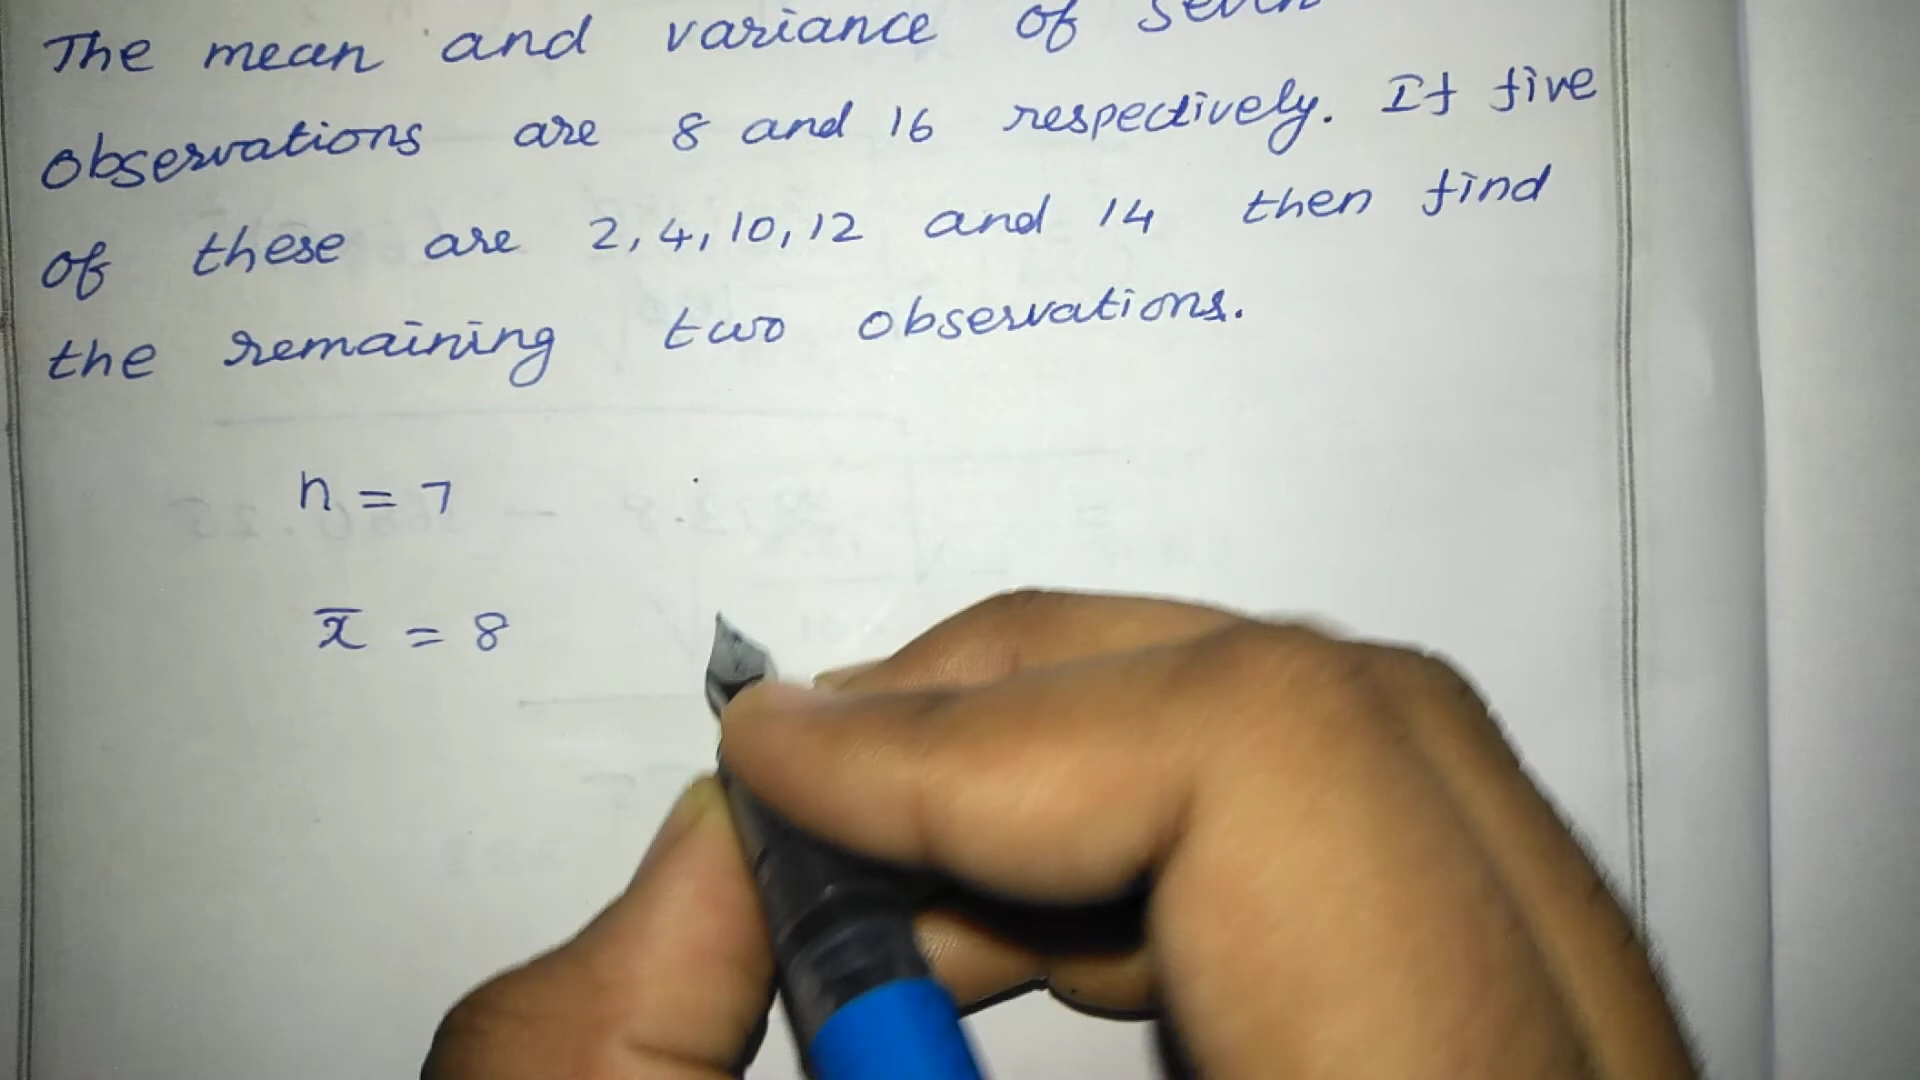 The mean and variance of seven
observations are 8 and 16 respectively. If five
of these are 2, 4, 10, 12 and 14 then find
the remaining two observations.
n = 7
x̄ = 8